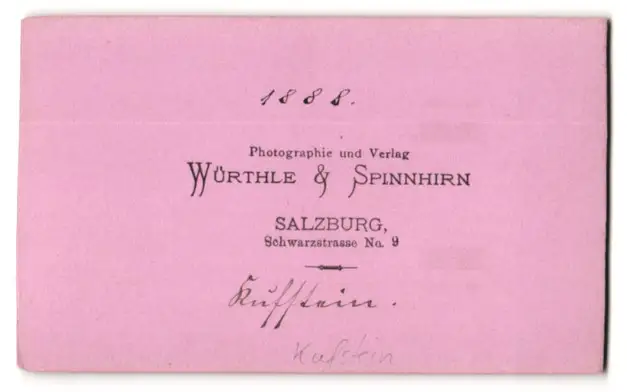 1888.
Photographie und Verlag
WÜRTHLE & SPINNHIRN
SALZBURG,
Schwarzstrasse No. 9
Kufstein.
Kufstein